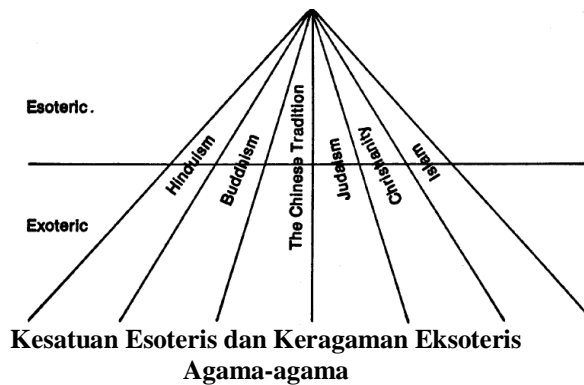 Esoteric.
Hinduism
Buddhism
The Chinese Tradition
Judaism
Christianity
Islam
Exoteric
Kesatuan Esoteris dan Keragaman Eksoteris
Agama-agama